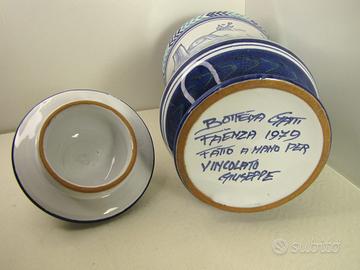 BOTTEGA GATTI
FAENZA 1979
FATTO A MANO PER
VINCOLATO
GIUSEPPE
subito